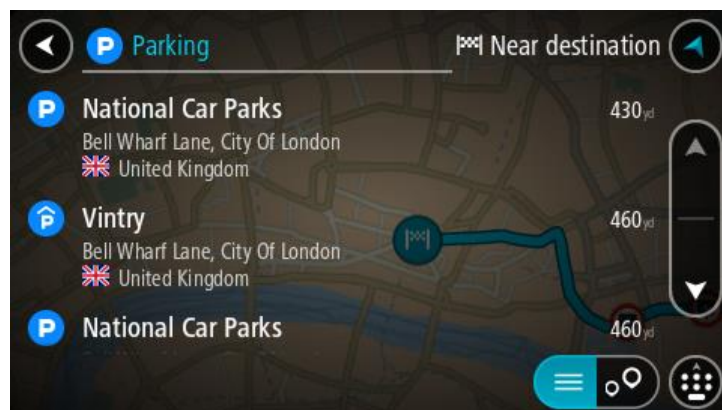 P Parking
Near destination
P National Car Parks 430 yd
Bell Wharf Lane, City Of London
United Kingdom
P Vintry 460 yd
Bell Wharf Lane, City Of London
United Kingdom
P National Car Parks 460 yd